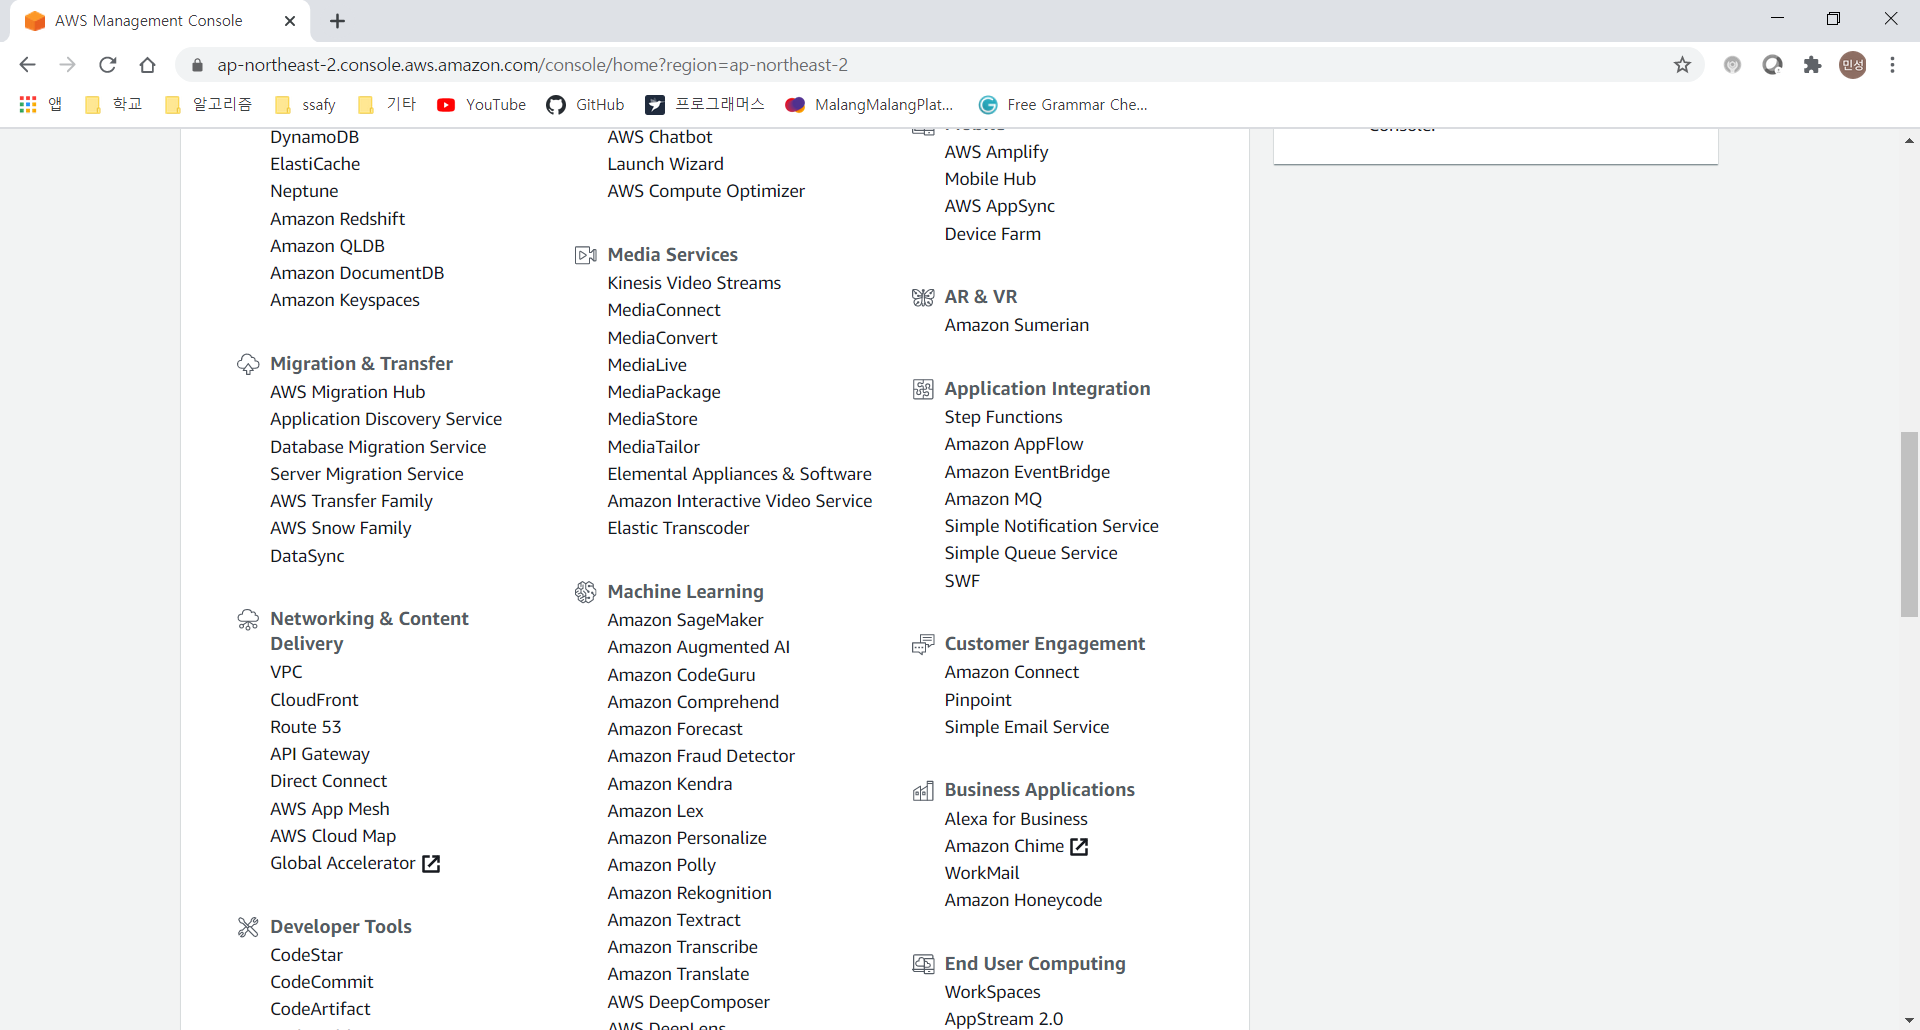 AWS Management Console
ap-northeast-2.console.aws.amazon.com/console/home?region=ap-northeast-2
민성
앱 학교 알고리즘 ssafy 기타 YouTube GitHub 프로그래머스 MalangMalangPlat... Free Grammar Che...
DynamoDB
ElastiCache
Neptune
Amazon Redshift
Amazon QLDB
Amazon DocumentDB
Amazon Keyspaces
Migration & Transfer
AWS Migration Hub
Application Discovery Service
Database Migration Service
Server Migration Service
AWS Transfer Family
AWS Snow Family
DataSync
Networking & Content
Delivery
VPC
CloudFront
Route 53
API Gateway
Direct Connect
AWS App Mesh
AWS Cloud Map
Global Accelerator
Developer Tools
CodeStar
CodeCommit
CodeArtifact
AWS Chatbot
Launch Wizard
AWS Compute Optimizer
Media Services
Kinesis Video Streams
MediaConnect
MediaConvert
MediaLive
MediaPackage
MediaStore
MediaTailor
Elemental Appliances & Software
Amazon Interactive Video Service
Elastic Transcoder
Machine Learning
Amazon SageMaker
Amazon Augmented AI
Amazon CodeGuru
Amazon Comprehend
Amazon Forecast
Amazon Fraud Detector
Amazon Kendra
Amazon Lex
Amazon Personalize
Amazon Polly
Amazon Rekognition
Amazon Textract
Amazon Transcribe
Amazon Translate
AWS DeepComposer
AWS DeepLens
AWS Amplify
Mobile Hub
AWS AppSync
Device Farm
AR & VR
Amazon Sumerian
Application Integration
Step Functions
Amazon AppFlow
Amazon EventBridge
Amazon MQ
Simple Notification Service
Simple Queue Service
SWF
Customer Engagement
Amazon Connect
Pinpoint
Simple Email Service
Business Applications
Alexa for Business
Amazon Chime
WorkMail
Amazon Honeycode
End User Computing
WorkSpaces
AppStream 2.0
Console.